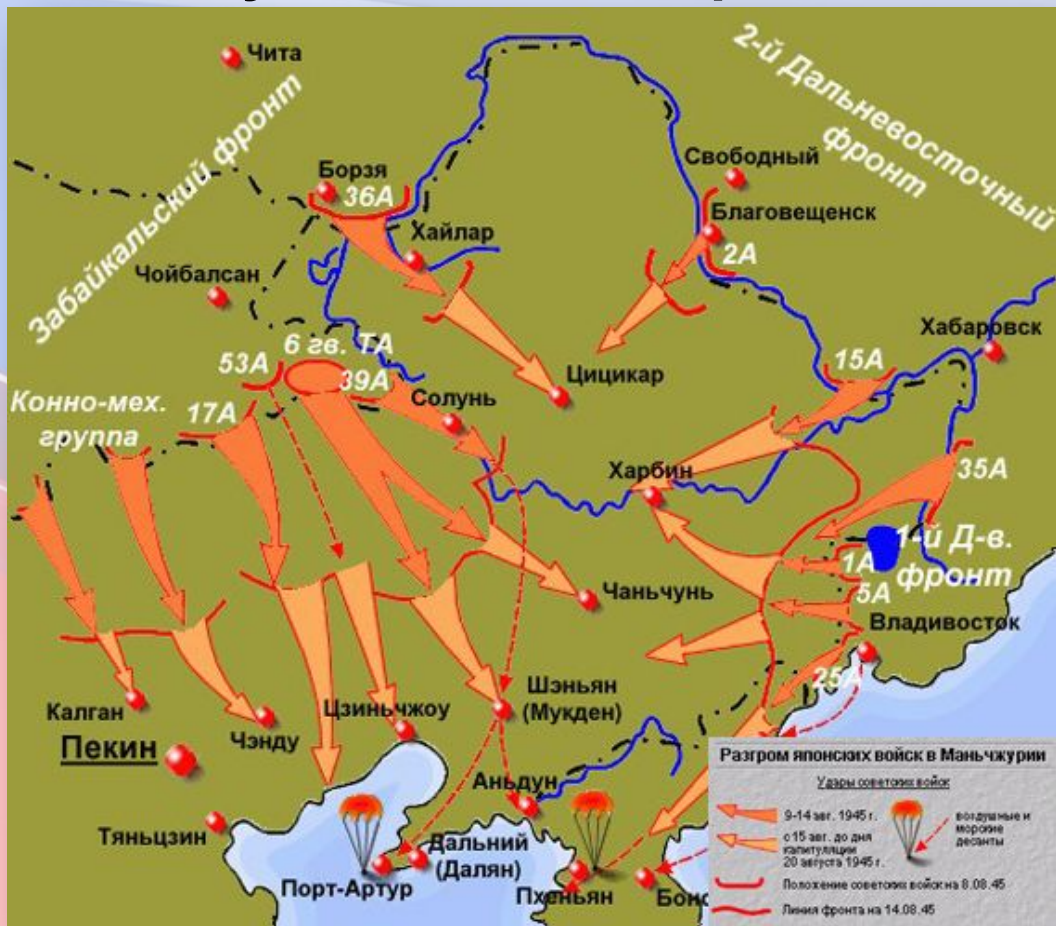 Чита
Забайкальский фронт
2-й Дальневосточный
фронт
Борзя
36А
Хайлар
Свободный
Благовещенск
2А
Чойбалсан
Хабаровск
6 гв. ТА
53А
39А
15А
Цицикар
Солунь
Конно-мех.
группа
17А
Харбин
35А
1-й Д-в.
фронт
1А
5А
Чаньчунь
Владивосток
25А
Шэньян
(Мукден)
Калган
Чэнду
Цзиньчжоу
Пекин
Аньдун
Тяньцзин
Дальний
(Далян)
Порт-Артур
Пхеньян
Разгром японских войск в Маньчжурии
Удары советских войск
9-14 авг. 1945 г.
с 15 авг. до дня
капитуляции
20 августа 1945 г.
воздушные и
морские
десанты
Положение советских войск на 8.08.45
Линия фронта на 14.08.45